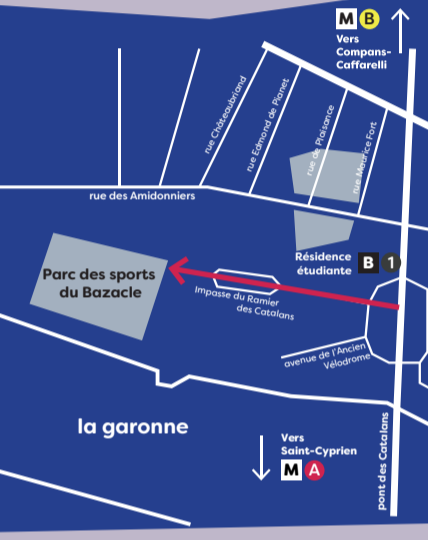 M B
Vers
Compans-
Caffarelli
rue Châteaubriand
rue Edmond de Planet
rue de Plaisance
rue Maurice Fort
rue des Amidonniers
Résidence
étudiante
B 1
Parc des sports
du Bazacle
Impasse du Ramier
des Catalans
avenue de l'Ancien
Vélodrome
la garonne
Vers
Saint-Cyprien
M A
pont des Catalans